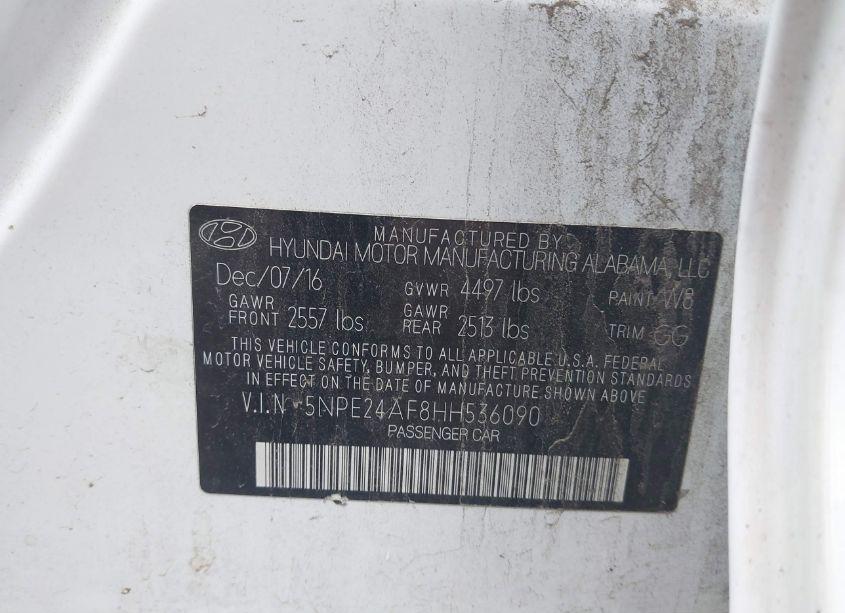 MANUFACTURED BY
HYUNDAI MOTOR MANUFACTURING ALABAMA, LLC
Dec/07/16 GVWR 4497 lbs PAINT W8
GAWR FRONT 2557 lbs GAWR REAR 2513 lbs TRIM GG
THIS VEHICLE CONFORMS TO ALL APPLICABLE U.S.A. FEDERAL
MOTOR VEHICLE SAFETY, BUMPER, AND THEFT PREVENTION STANDARDS
IN EFFECT ON THE DATE OF MANUFACTURE SHOWN ABOVE.
V.I.N 5NPE24AF8HH536090
PASSENGER CAR